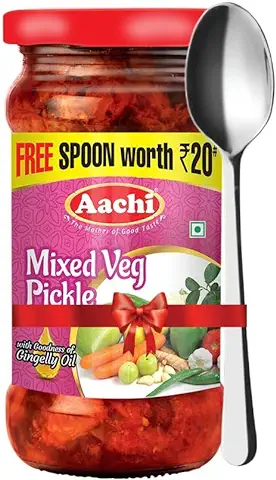 FREE SPOON worth ₹20#
Aachi
The Mother of Good Taste
Mixed Veg
Pickle
with Goodness of
Gingelly Oil